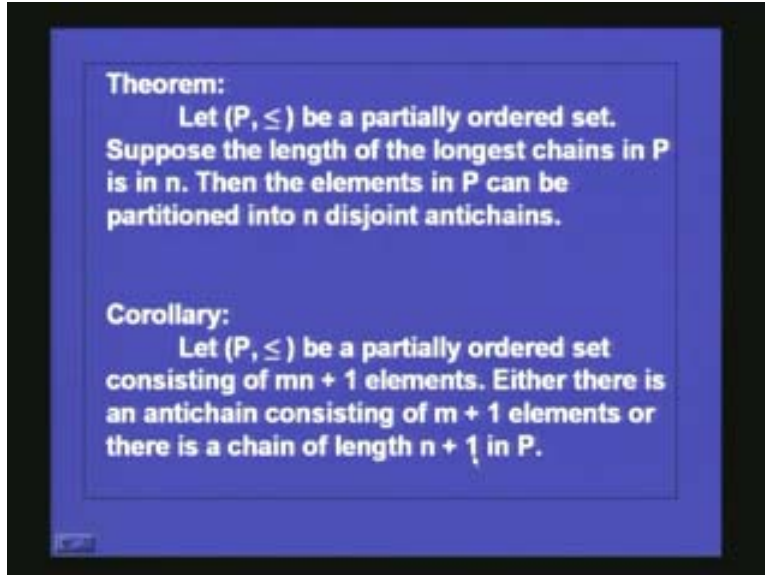 Theorem:
Let (P, ≤) be a partially ordered set.
Suppose the length of the longest chains in P
is in n. Then the elements in P can be
partitioned into n disjoint antichains.
Corollary:
Let (P, ≤) be a partially ordered set
consisting of mn + 1 elements. Either there is
an antichain consisting of m + 1 elements or
there is a chain of length n + 1 in P.